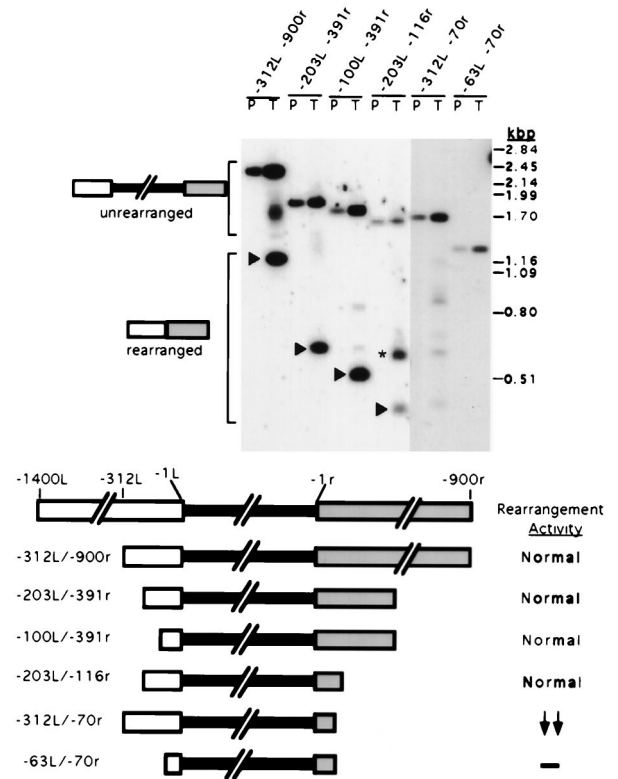 -312L -900r
-203L -391r
-100L -391r
-203L -116r
-312L -70r
-63L -70r
P T P T P T P T P T P T
kbp
-2.84
-2.45
-2.14
-1.99
-1.70
-1.16
-1.09
-0.80
-0.51
unrearranged
rearranged
*
-1400L -312L -1L -1r -900r
Rearrangement
Activity
-312L/-900r Normal
-203L/-391r Normal
-100L/-391r Normal
-203L/-116r Normal
-312L/-70r
-63L/-70r